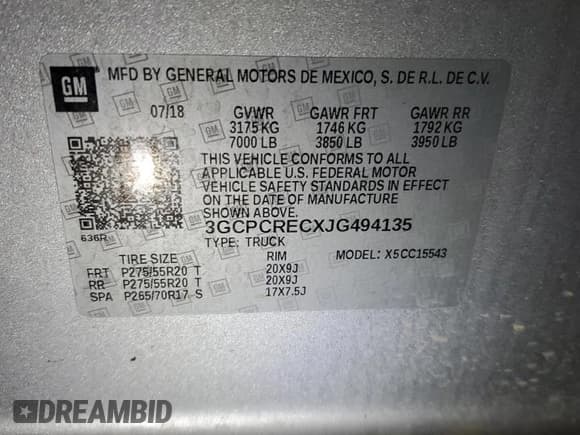 GM
MFD BY GENERAL MOTORS DE MEXICO, S. DE R.L. DE C.V.
07/18 GVWR GAWR FRT GAWR RR
3175 KG 1746 KG 1792 KG
7000 LB 3850 LB 3950 LB
THIS VEHICLE CONFORMS TO ALL
APPLICABLE U.S. FEDERAL MOTOR
VEHICLE SAFETY STANDARDS IN EFFECT
ON THE DATE OF MANUFACTURE
SHOWN ABOVE.
3GCPCRECXJG494135
636R
TYPE: TRUCK
TIRE SIZE RIM MODEL: X5CC15543
FRT P275/55R20 T 20X9J
RR P275/55R20 T 20X9J
SPA P265/70R17 S 17X7.5J
DREAMBID